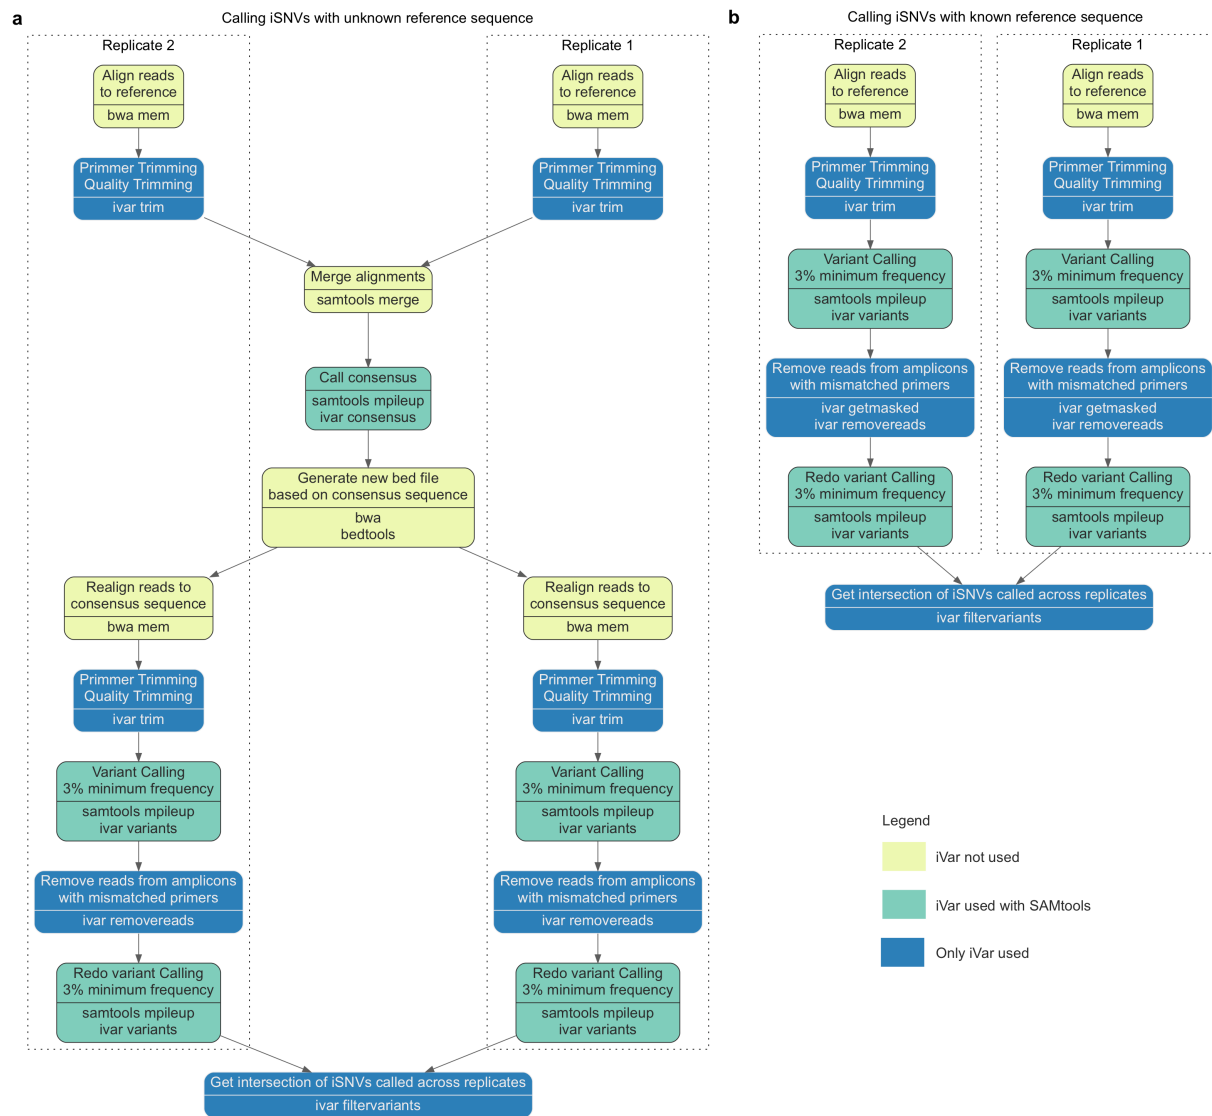 a
Calling iSNVs with unknown reference sequence
Replicate 2
Replicate 1
Align reads
to reference
bwa mem
Align reads
to reference
bwa mem
Primmer Trimming
Quality Trimming
ivar trim
Primmer Trimming
Quality Trimming
ivar trim
Merge alignments
samtools merge
Call consensus
samtools mpileup
ivar consensus
Generate new bed file
based on consensus sequence
bwa
bedtools
Realign reads to
consensus sequence
bwa mem
Realign reads to
consensus sequence
bwa mem
Primmer Trimming
Quality Trimming
ivar trim
Primmer Trimming
Quality Trimming
ivar trim
Variant Calling
3% minimum frequency
samtools mpileup
ivar variants
Variant Calling
3% minimum frequency
samtools mpileup
ivar variants
Remove reads from amplicons
with mismatched primers
ivar removereads
Remove reads from amplicons
with mismatched primers
ivar removereads
Redo variant Calling
3% minimum frequency
samtools mpileup
ivar variants
Redo variant Calling
3% minimum frequency
samtools mpileup
ivar variants
Get intersection of iSNVs called across replicates
ivar filtervariants
b
Calling iSNVs with known reference sequence
Replicate 2
Replicate 1
Align reads
to reference
bwa mem
Align reads
to reference
bwa mem
Primmer Trimming
Quality Trimming
ivar trim
Primmer Trimming
Quality Trimming
ivar trim
Variant Calling
3% minimum frequency
samtools mpileup
ivar variants
Variant Calling
3% minimum frequency
samtools mpileup
ivar variants
Remove reads from amplicons
with mismatched primers
ivar getmasked
ivar removereads
Remove reads from amplicons
with mismatched primers
ivar getmasked
ivar removereads
Redo variant Calling
3% minimum frequency
samtools mpileup
ivar variants
Redo variant Calling
3% minimum frequency
samtools mpileup
ivar variants
Get intersection of iSNVs called across replicates
ivar filtervariants
Legend
iVar not used
iVar used with SAMtools
Only iVar used